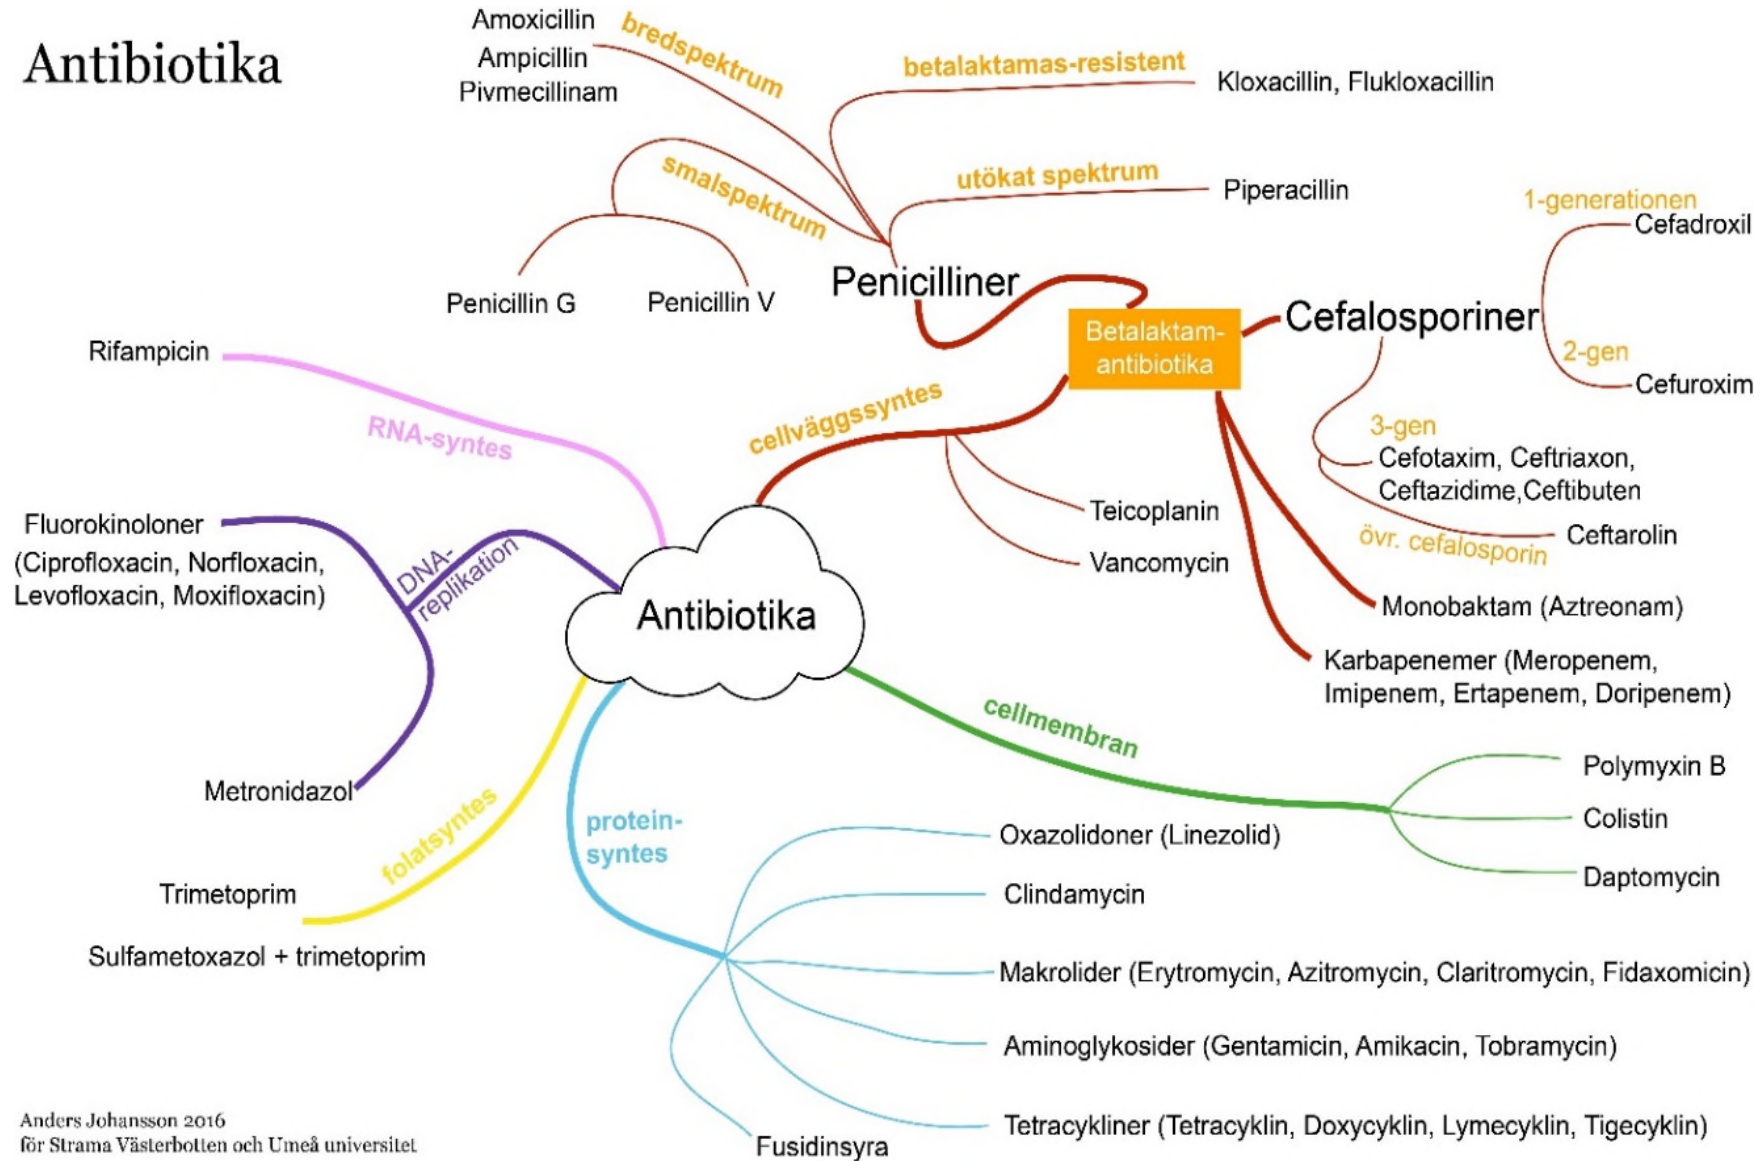 Antibiotika
Amoxicillin
Ampicillin
Pivmecillinam
bredspektrum
betalaktamas-resistent
Kloxacillin, Flukloxacillin
smalspektrum
utökat spektrum
Piperacillin
Penicillin G
Penicillin V
Penicilliner
1-generationen
Cefadroxil
Betalaktam-
antibiotika
Cefalosporiner
2-gen
Cefuroxim
3-gen
Cefotaxim, Ceftriaxon,
Ceftazidime,Ceftibuten
övr. cefalosporin
Ceftarolin
Rifampicin
RNA-syntes
cellväggssyntes
Teicoplanin
Vancomycin
Monobaktam (Aztreonam)
Karbapenemer (Meropenem,
Imipenem, Ertapenem, Doripenem)
Fluorokinoloner
(Ciprofloxacin, Norfloxacin,
Levofloxacin, Moxifloxacin)
DNA-
replikation
Antibiotika
Metronidazol
cellmembran
Polymyxin B
Colistin
Daptomycin
folatsyntes
Trimetoprim
Sulfametoxazol + trimetoprim
protein-
syntes
Oxazolidoner (Linezolid)
Clindamycin
Makrolider (Erytromycin, Azitromycin, Claritromycin, Fidaxomicin)
Aminoglykosider (Gentamicin, Amikacin, Tobramycin)
Tetracykliner (Tetracyklin, Doxycyklin, Lymecyklin, Tigecyklin)
Fusidinsyra
Anders Johansson 2016
för Strama Västerbotten och Umeå universitet